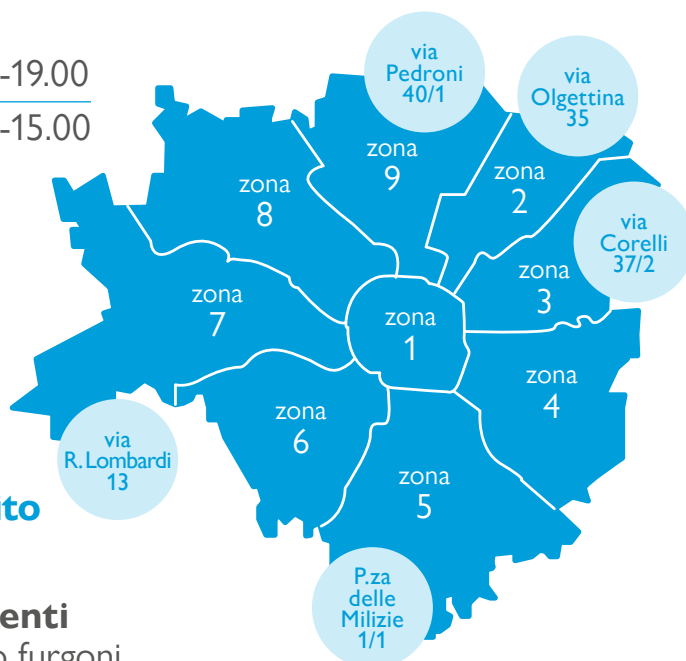 -19.00
-15.00
via
Pedroni
40/1
via
Olgettina
35
zona
9
zona
2
zona
8
via
Corelli
37/2
zona
3
zona
7
zona
1
zona
4
zona
6
via
R. Lombardi
13
zona
5
ito
P.za
delle
Milizie
1/1
enti
o furgoni